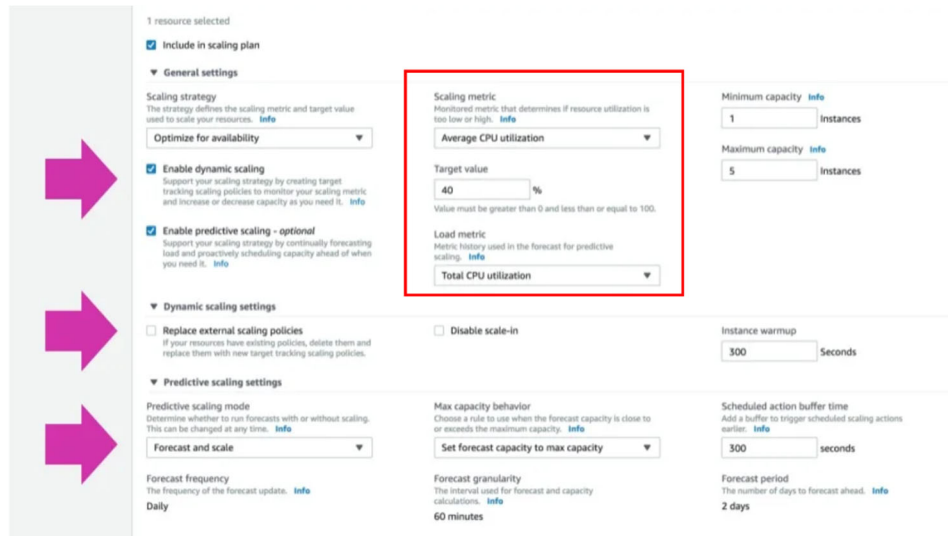 1 resource selected
Include in scaling plan
General settings
Scaling strategy
The strategy defines the scaling metric and target value
used to scale your resources. Info
Optimize for availability
Enable dynamic scaling
Support your scaling strategy by creating target
tracking scaling policies to monitor your scaling metric
and increase or decrease capacity as you need it. Info
Enable predictive scaling - optional
Support your scaling strategy by continually forecasting
load and proactively scheduling capacity ahead of when
you need it. Info
Scaling metric
Monitored metric that determines if resource utilization is
too low or high. Info
Average CPU utilization
Target value
40 %
Value must be greater than 0 and less than or equal to 100.
Load metric
Metric history used in the forecast for predictive
scaling. Info
Total CPU utilization
Minimum capacity Info
1 Instances
Maximum capacity Info
5 Instances
Dynamic scaling settings
Replace external scaling policies
If your resources have existing policies, delete them and
replace them with new target tracking scaling policies.
Disable scale-in
Instance warmup
300 Seconds
Predictive scaling settings
Predictive scaling mode
Determine whether to run forecasts with or without scaling.
This can be changed at any time. Info
Forecast and scale
Max capacity behavior
Choose a rule to use when the forecast capacity is close to
or exceeds the maximum capacity. Info
Set forecast capacity to max capacity
Scheduled action buffer time
Add a buffer to trigger scheduled scaling actions
earlier. Info
300 seconds
Forecast frequency
The frequency of the forecast update. Info
Daily
Forecast granularity
The interval used for forecast and capacity
calculations. Info
60 minutes
Forecast period
The number of days to forecast ahead. Info
2 days